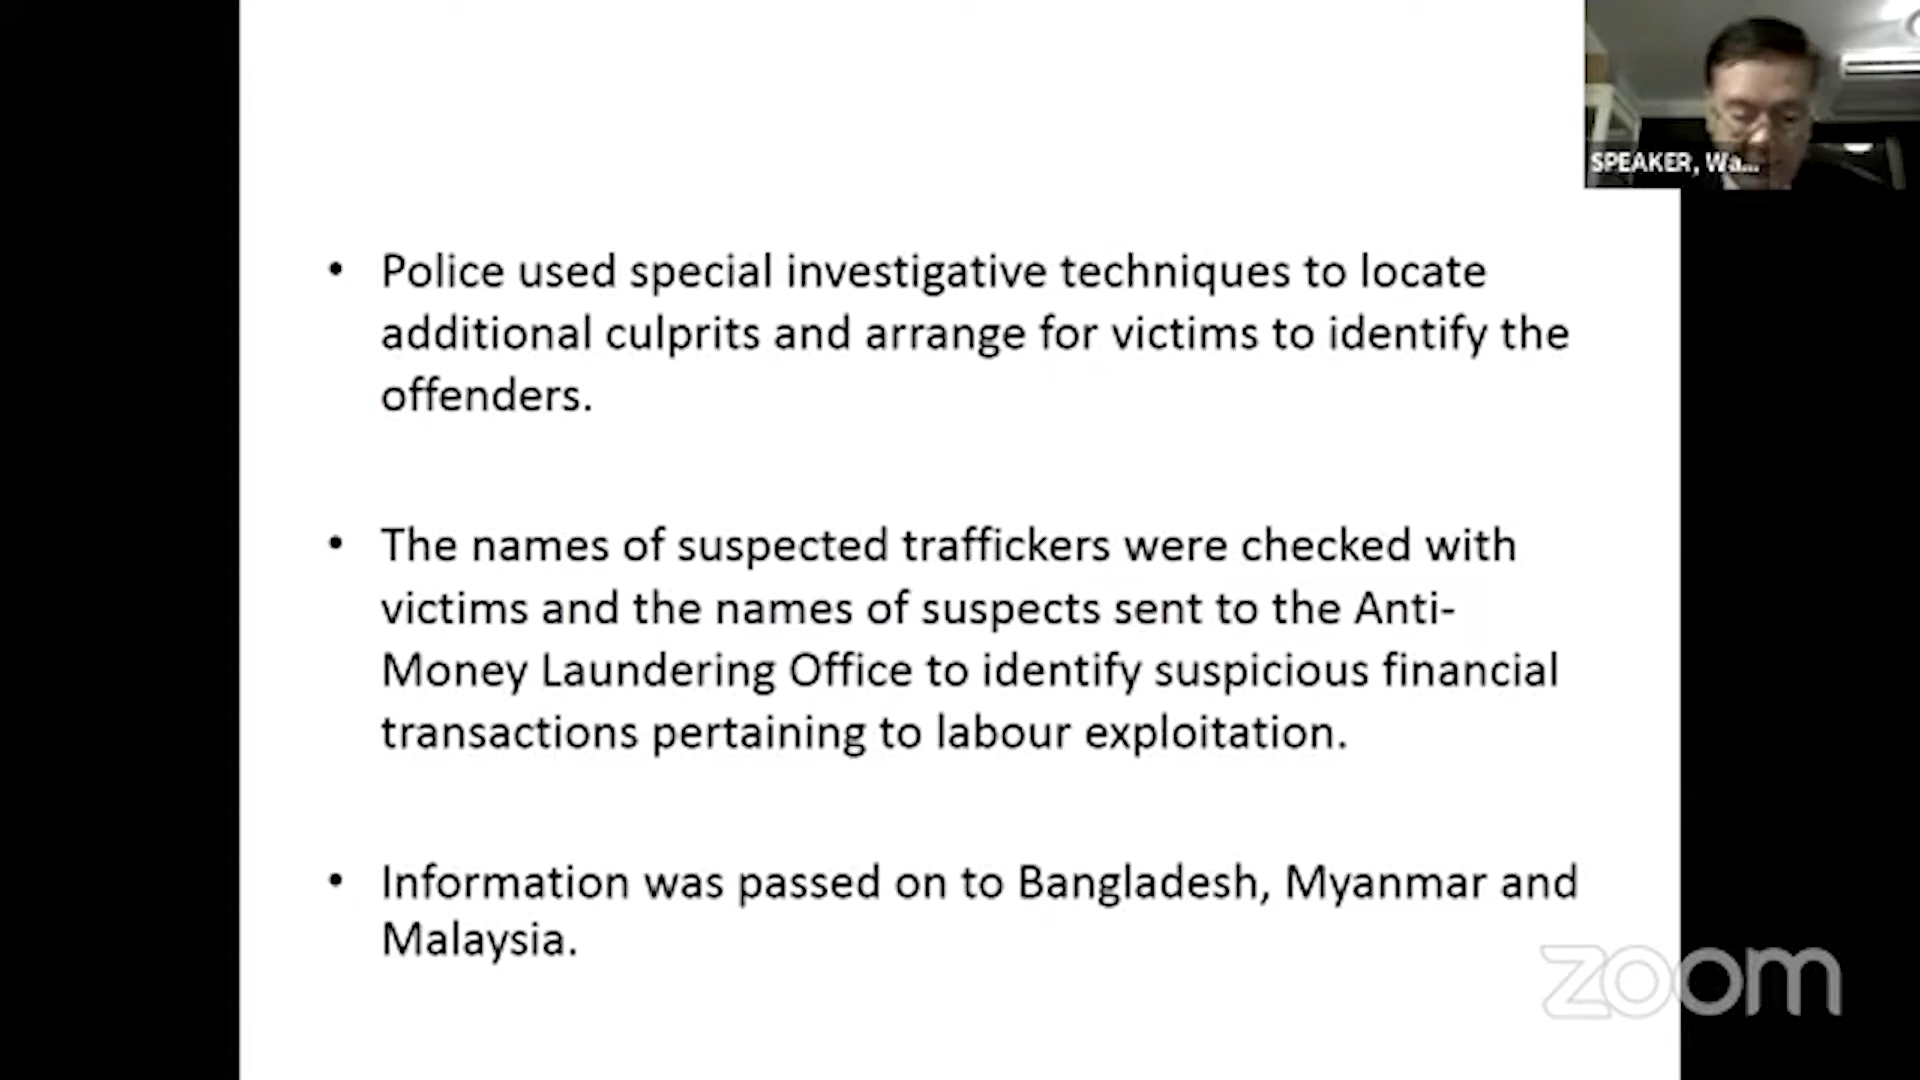 SPEAKER, Wa...
• Police used special investigative techniques to locate
additional culprits and arrange for victims to identify the
offenders.
• The names of suspected traffickers were checked with
victims and the names of suspects sent to the Anti-
Money Laundering Office to identify suspicious financial
transactions pertaining to labour exploitation.
• Information was passed on to Bangladesh, Myanmar and
Malaysia.
zoom